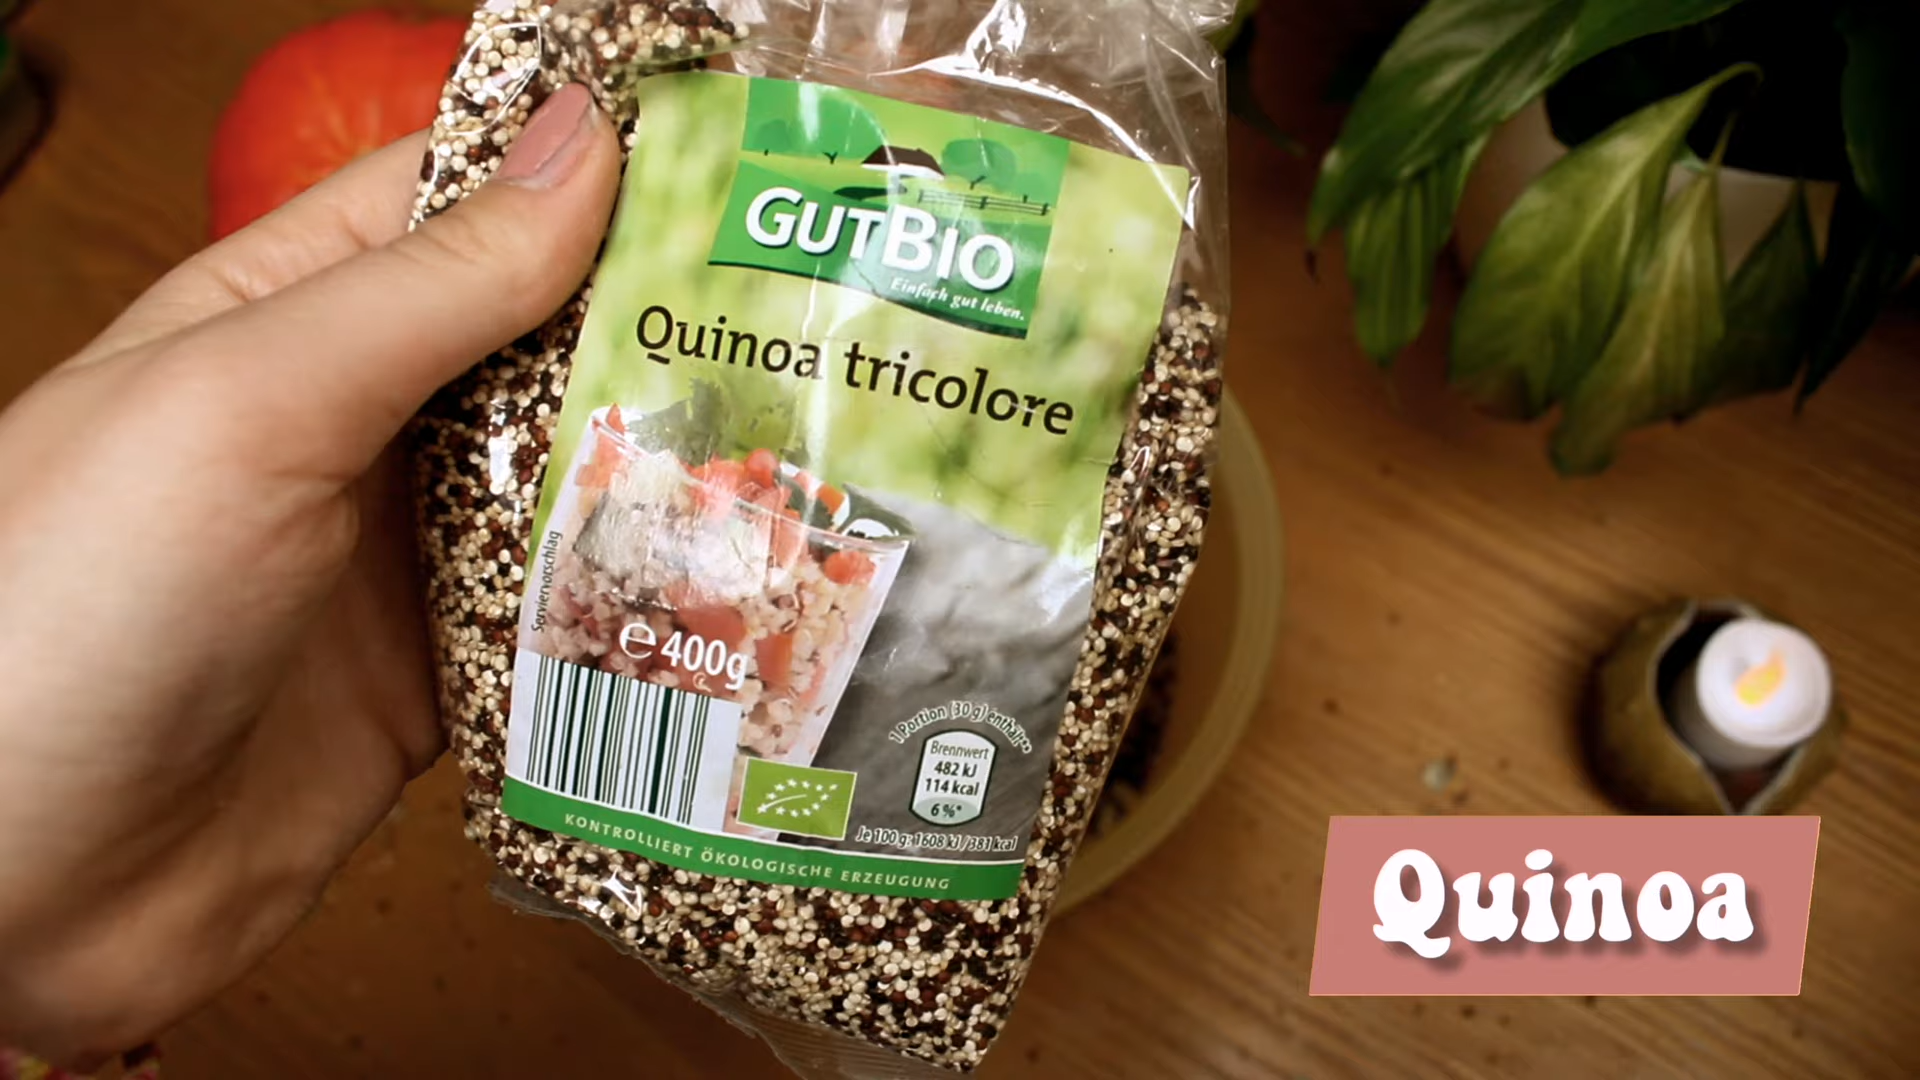 GUTBIO
Einfach gut leben.
Quinoa tricolore
Serviervorschlag
e 400g
1 Portion (30 g) enthält**
Brennwert
482 kJ
114 kcal
6%*
Je 100 g: 1608 kJ / 381 kcal
KONTROLLIERT ÖKOLOGISCHE ERZEUGUNG
Quinoa